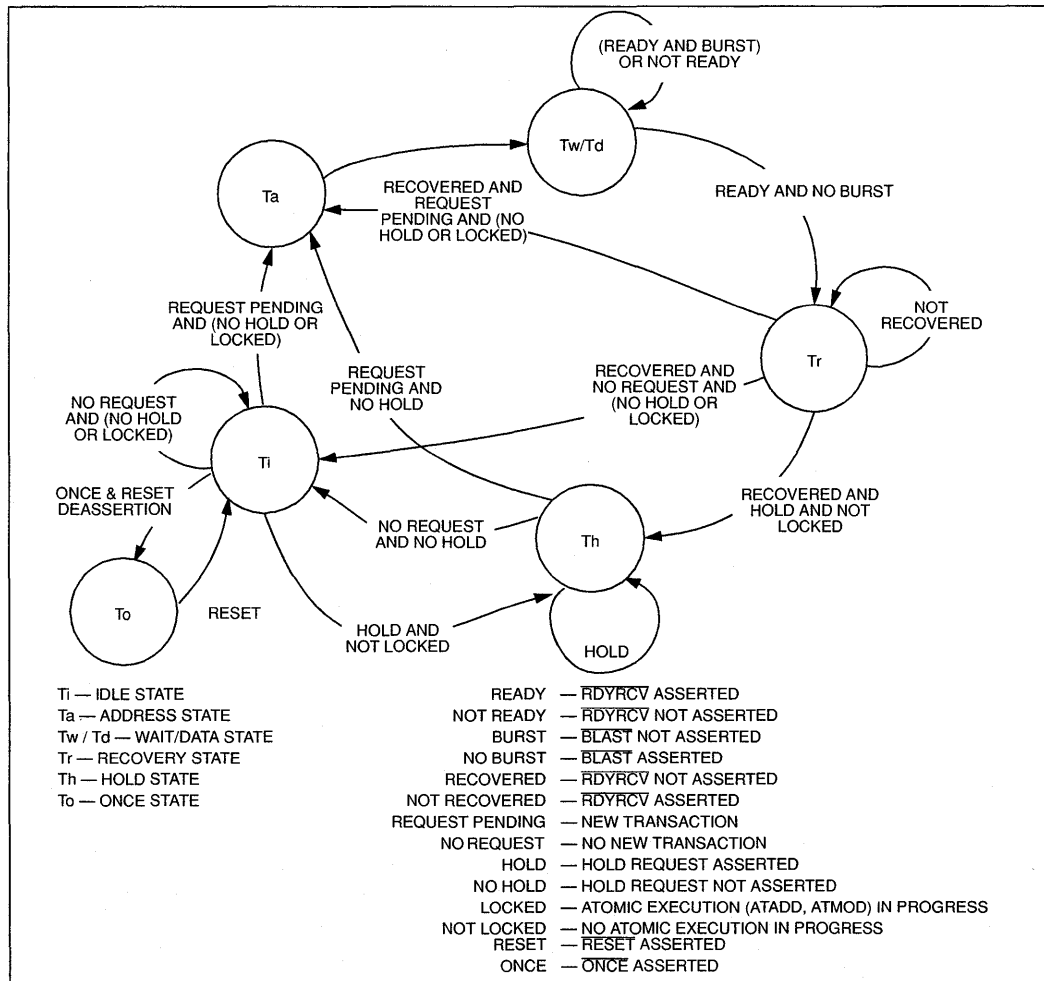 (READY AND BURST)
OR NOT READY
Tw/Td
READY AND NO BURST
Ta
RECOVERED AND
REQUEST
PENDING AND (NO
HOLD OR LOCKED)
REQUEST PENDING
AND (NO HOLD OR
LOCKED)
NOT
RECOVERED
Tr
REQUEST
PENDING AND
NO HOLD
RECOVERED AND
NO REQUEST AND
(NO HOLD OR
LOCKED)
NO REQUEST
AND (NO HOLD
OR LOCKED)
Ti
ONCE & RESET
DEASSERTION
NO REQUEST
AND NO HOLD
RECOVERED AND
HOLD AND NOT
LOCKED
Th
To
RESET
HOLD AND
NOT LOCKED
HOLD
Ti — IDLE STATE
Ta — ADDRESS STATE
Tw / Td — WAIT/DATA STATE
Tr — RECOVERY STATE
Th — HOLD STATE
To — ONCE STATE
READY — RDYRCV ASSERTED
NOT READY — RDYRCV NOT ASSERTED
BURST — BLAST NOT ASSERTED
NO BURST — BLAST ASSERTED
RECOVERED — RDYRCV NOT ASSERTED
NOT RECOVERED — RDYRCV ASSERTED
REQUEST PENDING — NEW TRANSACTION
NO REQUEST — NO NEW TRANSACTION
HOLD — HOLD REQUEST ASSERTED
NO HOLD — HOLD REQUEST NOT ASSERTED
LOCKED — ATOMIC EXECUTION (ATADD, ATMOD) IN PROGRESS
NOT LOCKED — NO ATOMIC EXECUTION IN PROGRESS
RESET — RESET ASSERTED
ONCE — ONCE ASSERTED